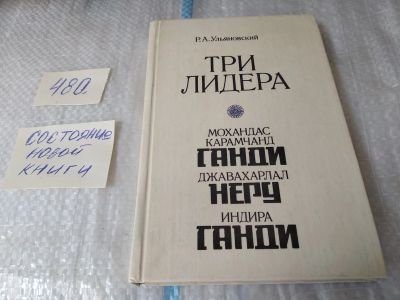 480
СОСТОЯНИЕ
НОВОЙ
КНИГИ
Р.А.Ульяновский
ТРИ
ЛИДЕРА
МОХАНДАС
КАРАМЧАНД
ГАНДИ
ДЖАВАХАРЛАЛ
НЕРУ
ИНДИРА
ГАНДИ